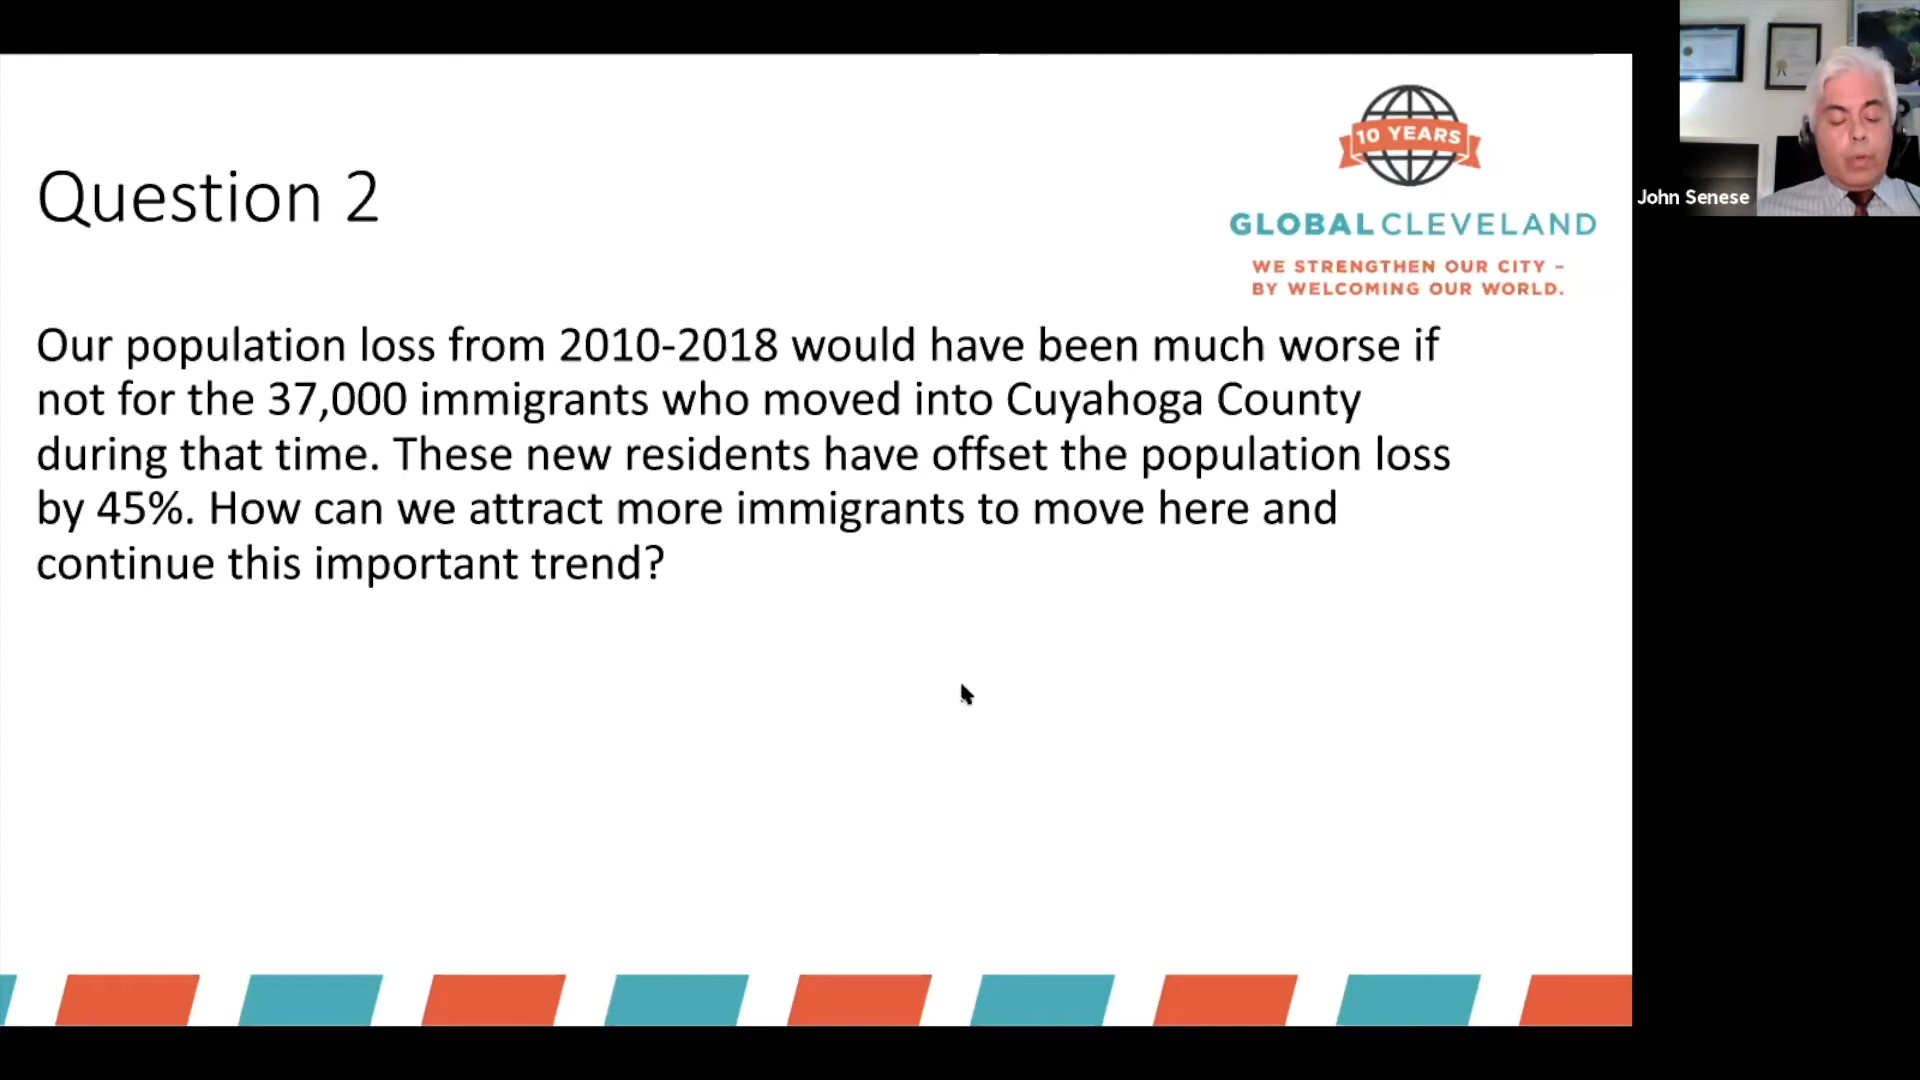 Question 2
10 YEARS
GLOBAL CLEVELAND
WE STRENGTHEN OUR CITY –
BY WELCOMING OUR WORLD.
John Senese
Our population loss from 2010-2018 would have been much worse if
not for the 37,000 immigrants who moved into Cuyahoga County
during that time. These new residents have offset the population loss
by 45%. How can we attract more immigrants to move here and
continue this important trend?